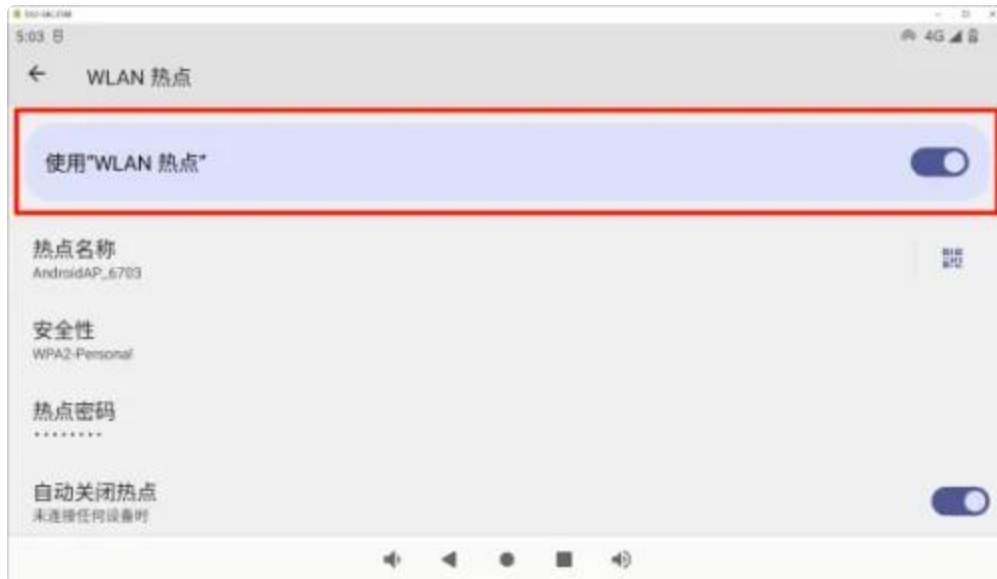 5:03
4G
WLAN 热点
使用"WLAN 热点"
热点名称
AndroidAP_6703
安全性
WPA2-Personal
热点密码
••••••••
自动关闭热点
未连接任何设备时